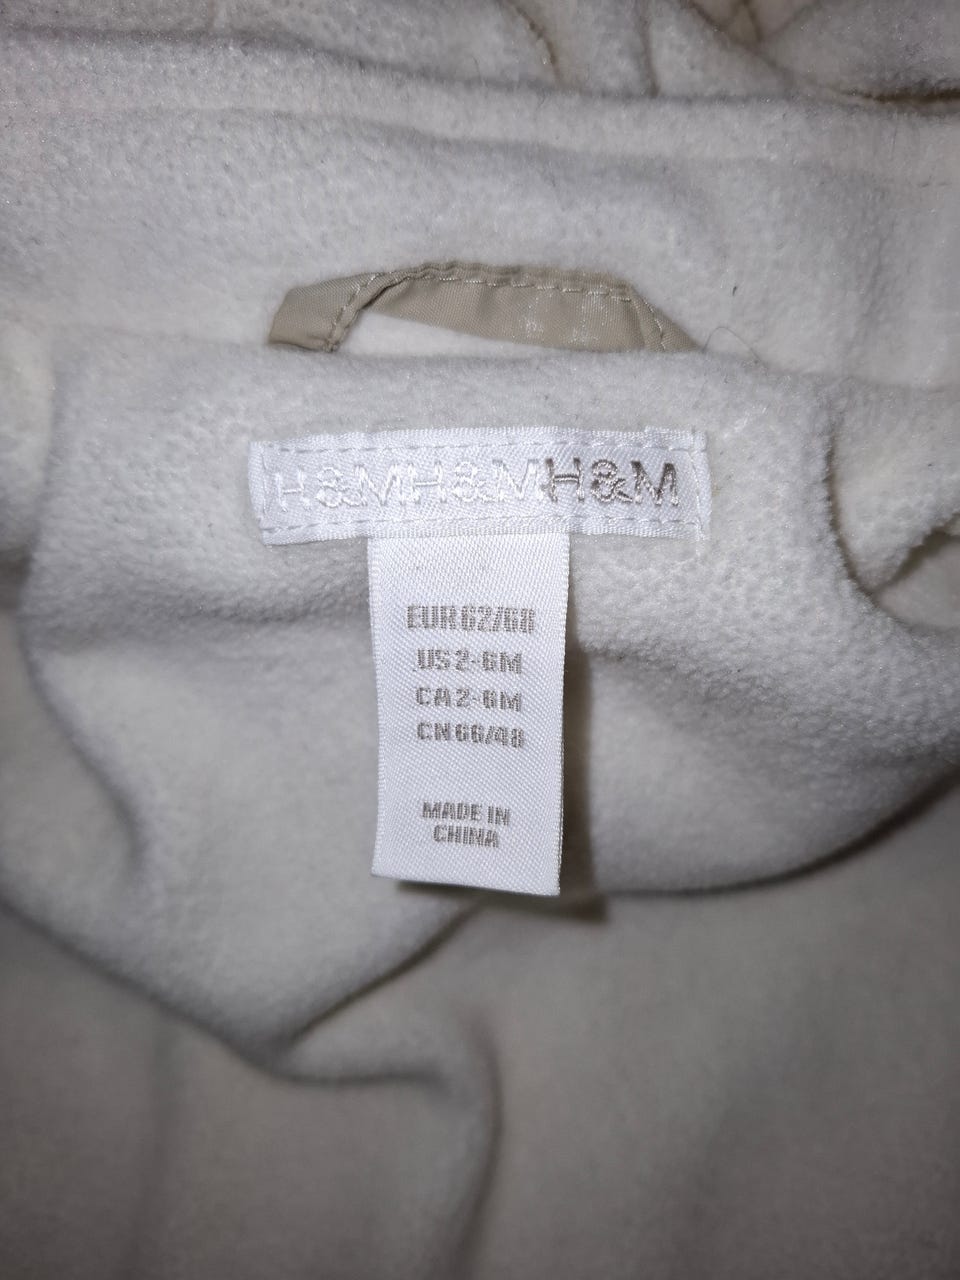 H&MH&MH&M
EUR62/68
US2-6M
CA2-6M
CN66/48
MADE IN
CHINA